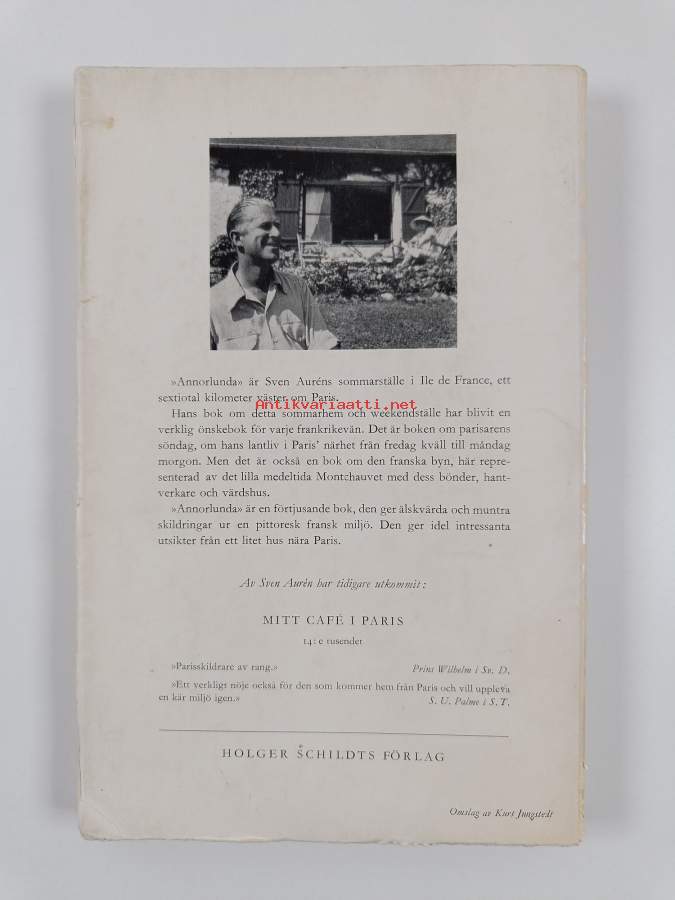 »Annorlunda» är Sven Auréns sommarställe i Ile de France, ett
sextiotal kilometer väster om Paris.
Antikvariaatti.net
Hans bok om detta sommarhem och weekendställe har blivit en
verklig önskebok för varje frankrikevän. Det är boken om parisarens
söndag, om hans lantliv i Paris’ närhet från fredag kväll till måndag
morgon. Men det är också en bok om den franska byn, här repre-
senterad av det lilla medeltida Montchauvet med dess bönder, hant-
verkare och värdshus.
»Annorlunda» är en förtjusande bok, den ger älskvärda och muntra
skildringar ur en pittoresk fransk miljö. Den ger idel intressanta
utsikter från ett litet hus nära Paris.
Av Sven Aurén har tidigare utkommit:
MITT CAFÉ I PARIS
14:e tusendet
»Parisskildrare av rang.» Prins Wilhelm i Sv. D.
»Ett verkligt nöje också för den som kommer hem från Paris och vill uppleva
en kär miljö igen.» S. U. Palme i S. T.
HOLGER SCHILDTS FÖRLAG
Omslag av Kurt Jungstedt